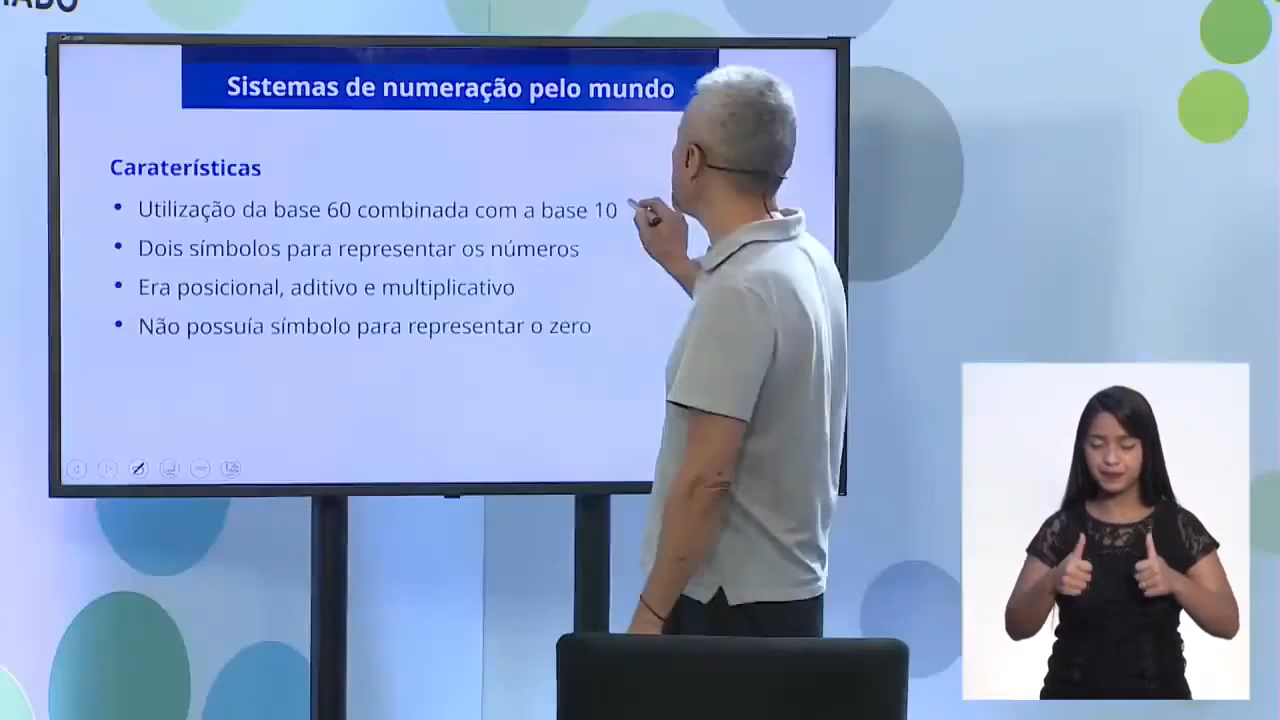 Sistemas de numeração pelo mundo
Caraterísticas
• Utilização da base 60 combinada com a base 10
• Dois símbolos para representar os números
• Era posicional, aditivo e multiplicativo
• Não possuía símbolo para representar o zero